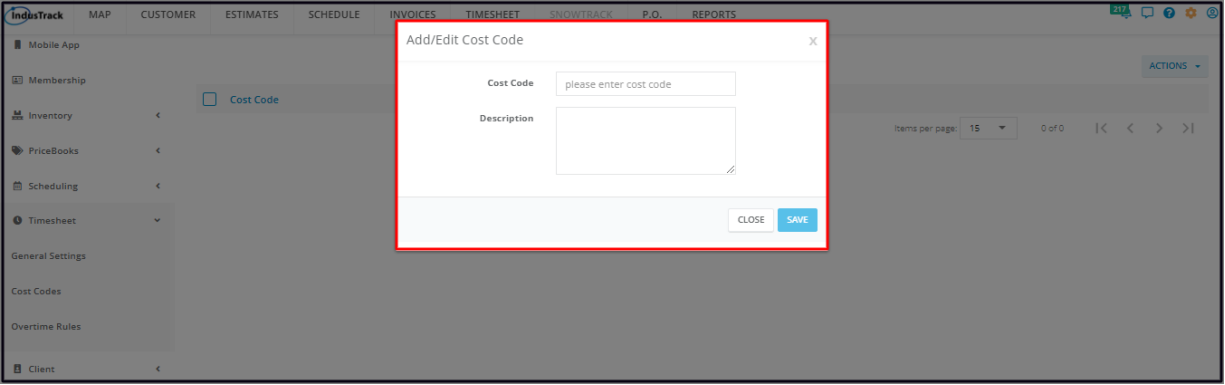 IndusTrack MAP CUSTOMER ESTIMATES SCHEDULE INVOICES TIMESHEET SNOWTRACK P.O. REPORTS 217
Mobile App
Membership
Inventory
PriceBooks
Scheduling
Timesheet
General Settings
Cost Codes
Overtime Rules
Client
ACTIONS
Cost Code
Items per page: 15 0 of 0
Add/Edit Cost Code x
Cost Code please enter cost code
Description
CLOSE SAVE